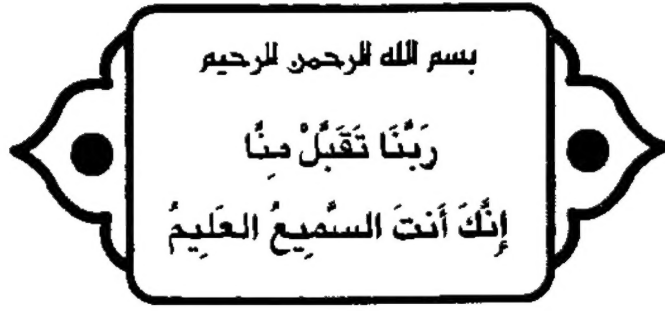 بسم الله الرحمن الرحيم
رَبَّنَا تَقَبَّلْ مِنَّا
إِنَّكَ أَنتَ السَّمِيعُ العَلِيمُ